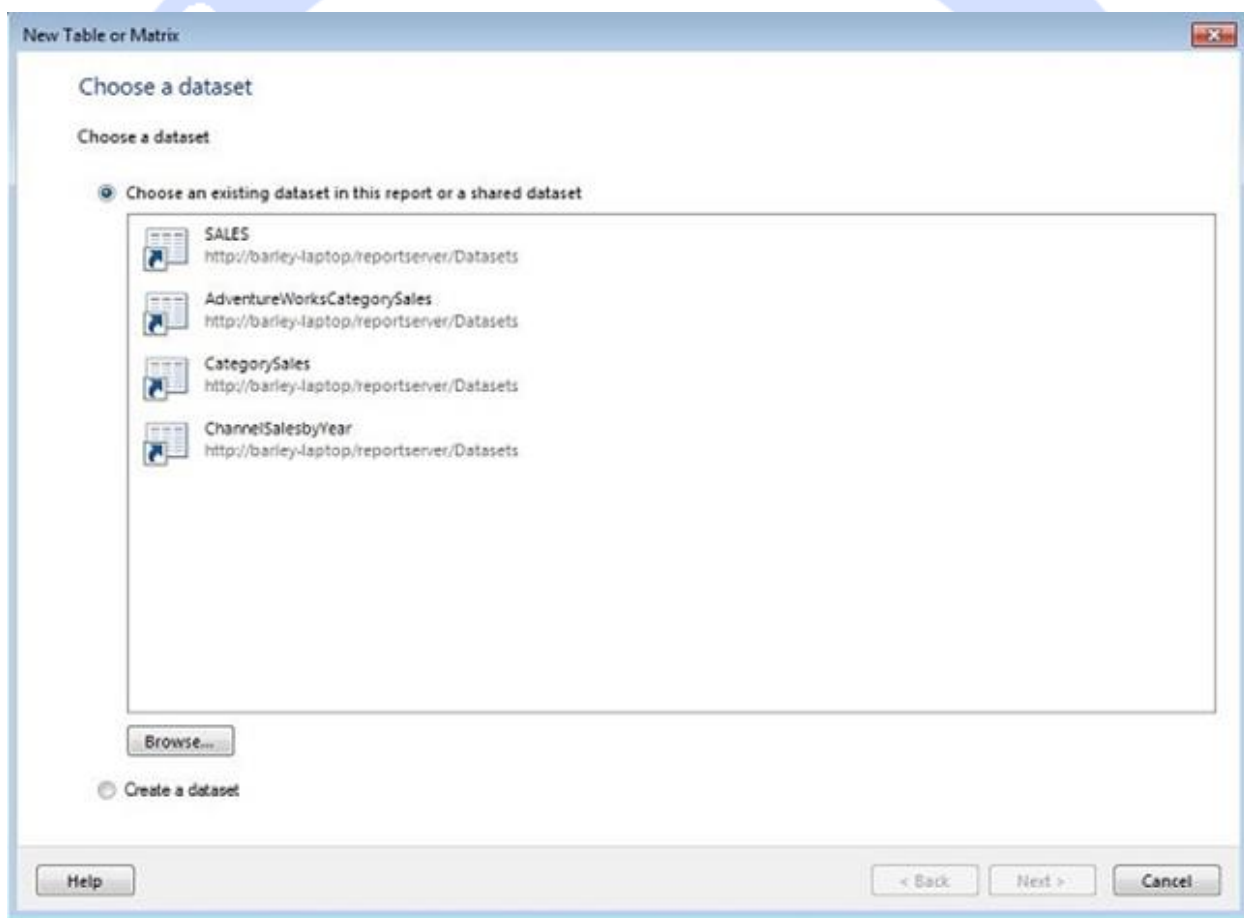 New Table or Matrix
Choose a dataset
Choose a dataset
Choose an existing dataset in this report or a shared dataset
SALES
http://barley-laptop/reportserver/Datasets
AdventureWorksCategorySales
http://barley-laptop/reportserver/Datasets
CategorySales
http://barley-laptop/reportserver/Datasets
ChannelSalesbyYear
http://barley-laptop/reportserver/Datasets
Browse...
Create a dataset
Help
< Back
Next >
Cancel